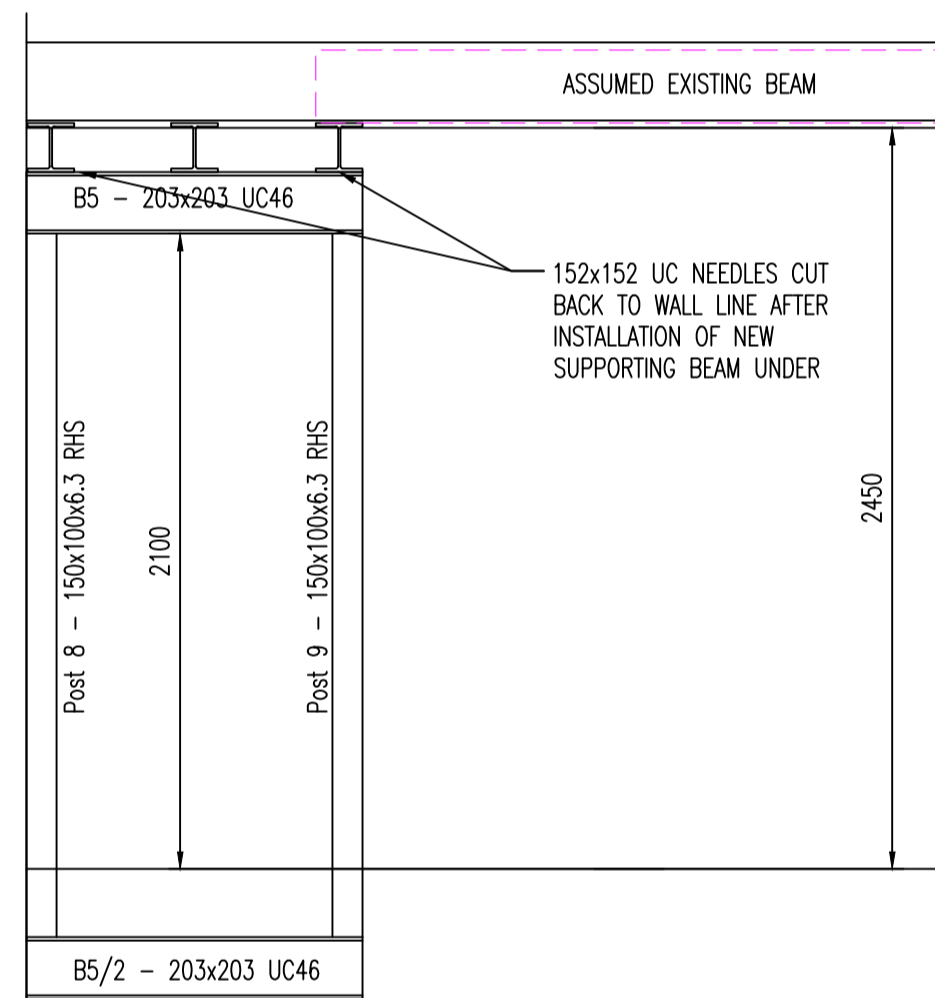 ASSUMED EXISTING BEAM
B5 - 203x203 UC46
152x152 UC NEEDLES CUT
BACK TO WALL LINE AFTER
INSTALLATION OF NEW
SUPPORTING BEAM UNDER
Post 8 - 150x100x6.3 RHS
2100
Post 9 - 150x100x6.3 RHS
2450
B5/2 - 203x203 UC46